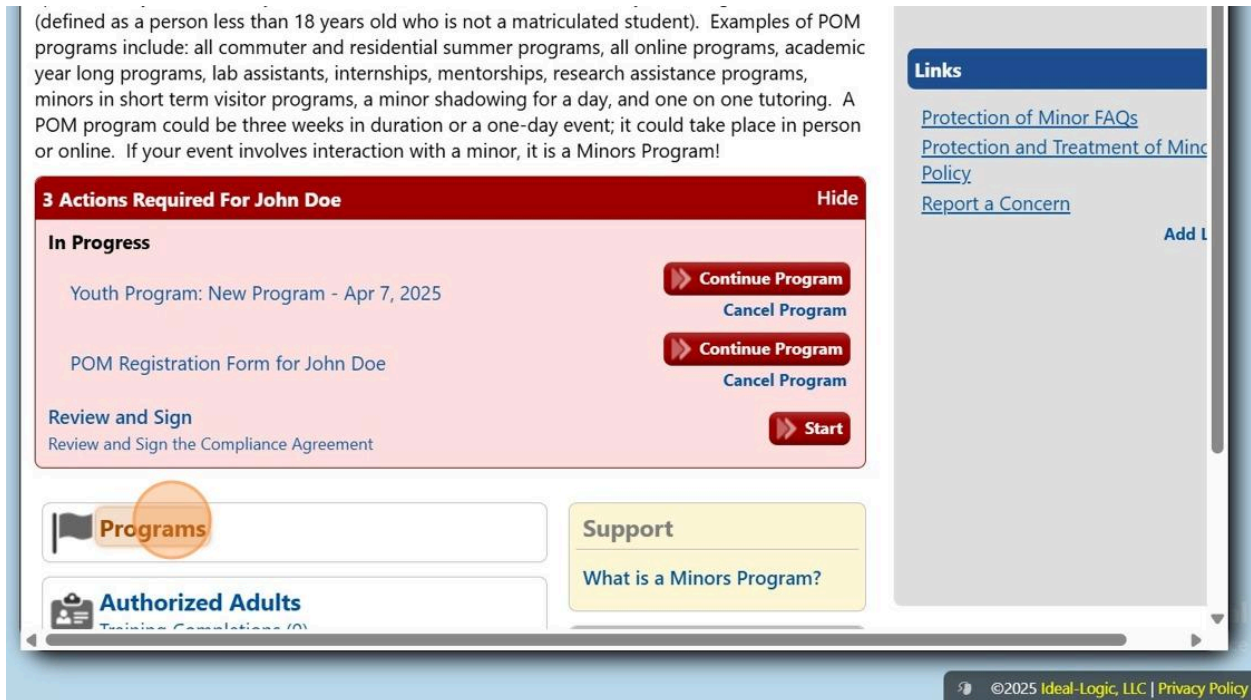 (defined as a person less than 18 years old who is not a matriculated student). Examples of POM
programs include: all commuter and residential summer programs, all online programs, academic
year long programs, lab assistants, internships, mentorships, research assistance programs,
minors in short term visitor programs, a minor shadowing for a day, and one on one tutoring. A
POM program could be three weeks in duration or a one-day event; it could take place in person
or online. If your event involves interaction with a minor, it is a Minors Program!
3 Actions Required For John Doe Hide
In Progress
Youth Program: New Program - Apr 7, 2025
Continue Program
Cancel Program
POM Registration Form for John Doe
Continue Program
Cancel Program
Review and Sign
Review and Sign the Compliance Agreement
Start
Programs
Authorized Adults
Training Completions (0)
Support
What is a Minors Program?
Links
Protection of Minor FAQs
Protection and Treatment of Mino
Policy
Report a Concern
Add L
©2025 Ideal-Logic, LLC | Privacy Policy